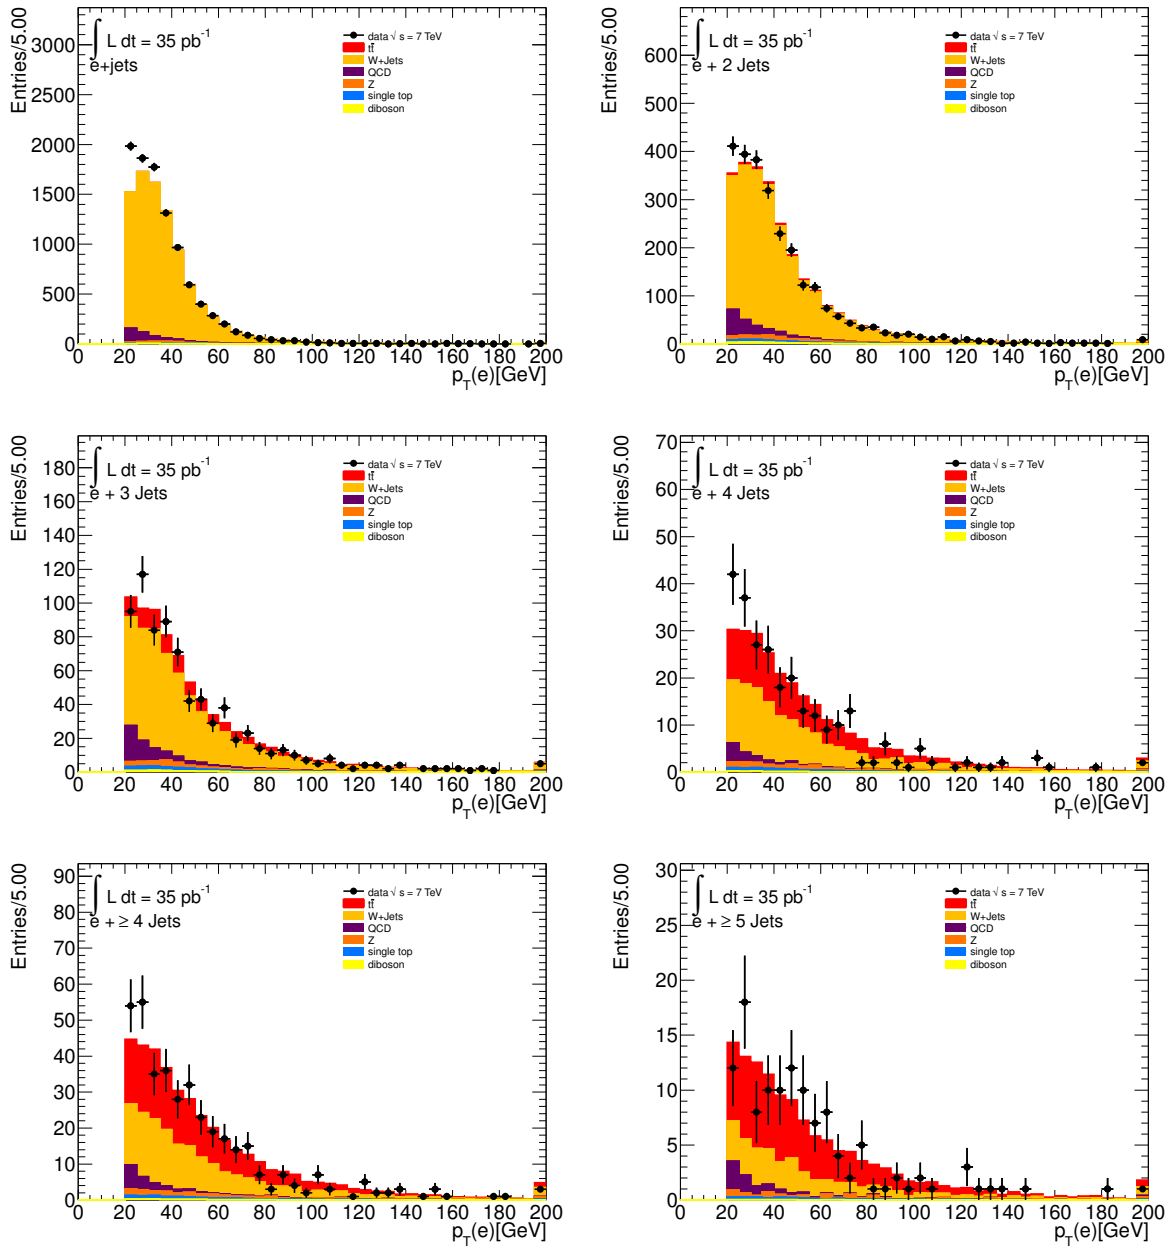 Entries/5.00
3000
2500
2000
1500
1000
500
0
∫ L dt = 35 pb⁻¹
e+jets
data √ s = 7 TeV
tt̄
W+Jets
QCD
Z
single top
diboson
0 20 40 60 80 100 120 140 160 180 200
p_T(e)[GeV]
Entries/5.00
600
500
400
300
200
100
0
∫ L dt = 35 pb⁻¹
e + 2 Jets
data √ s = 7 TeV
tt̄
W+Jets
QCD
Z
single top
diboson
0 20 40 60 80 100 120 140 160 180 200
p_T(e)[GeV]
Entries/5.00
180
160
140
120
100
80
60
40
20
0
∫ L dt = 35 pb⁻¹
e + 3 Jets
data √ s = 7 TeV
tt̄
W+Jets
QCD
Z
single top
diboson
0 20 40 60 80 100 120 140 160 180 200
p_T(e)[GeV]
Entries/5.00
70
60
50
40
30
20
10
0
∫ L dt = 35 pb⁻¹
e + 4 Jets
data √ s = 7 TeV
tt̄
W+Jets
QCD
Z
single top
diboson
0 20 40 60 80 100 120 140 160 180 200
p_T(e)[GeV]
Entries/5.00
90
80
70
60
50
40
30
20
10
0
∫ L dt = 35 pb⁻¹
e + ≥ 4 Jets
data √ s = 7 TeV
tt̄
W+Jets
QCD
Z
single top
diboson
0 20 40 60 80 100 120 140 160 180 200
p_T(e)[GeV]
Entries/5.00
30
25
20
15
10
5
0
∫ L dt = 35 pb⁻¹
e + ≥ 5 Jets
data √ s = 7 TeV
tt̄
W+Jets
QCD
Z
single top
diboson
0 20 40 60 80 100 120 140 160 180 200
p_T(e)[GeV]